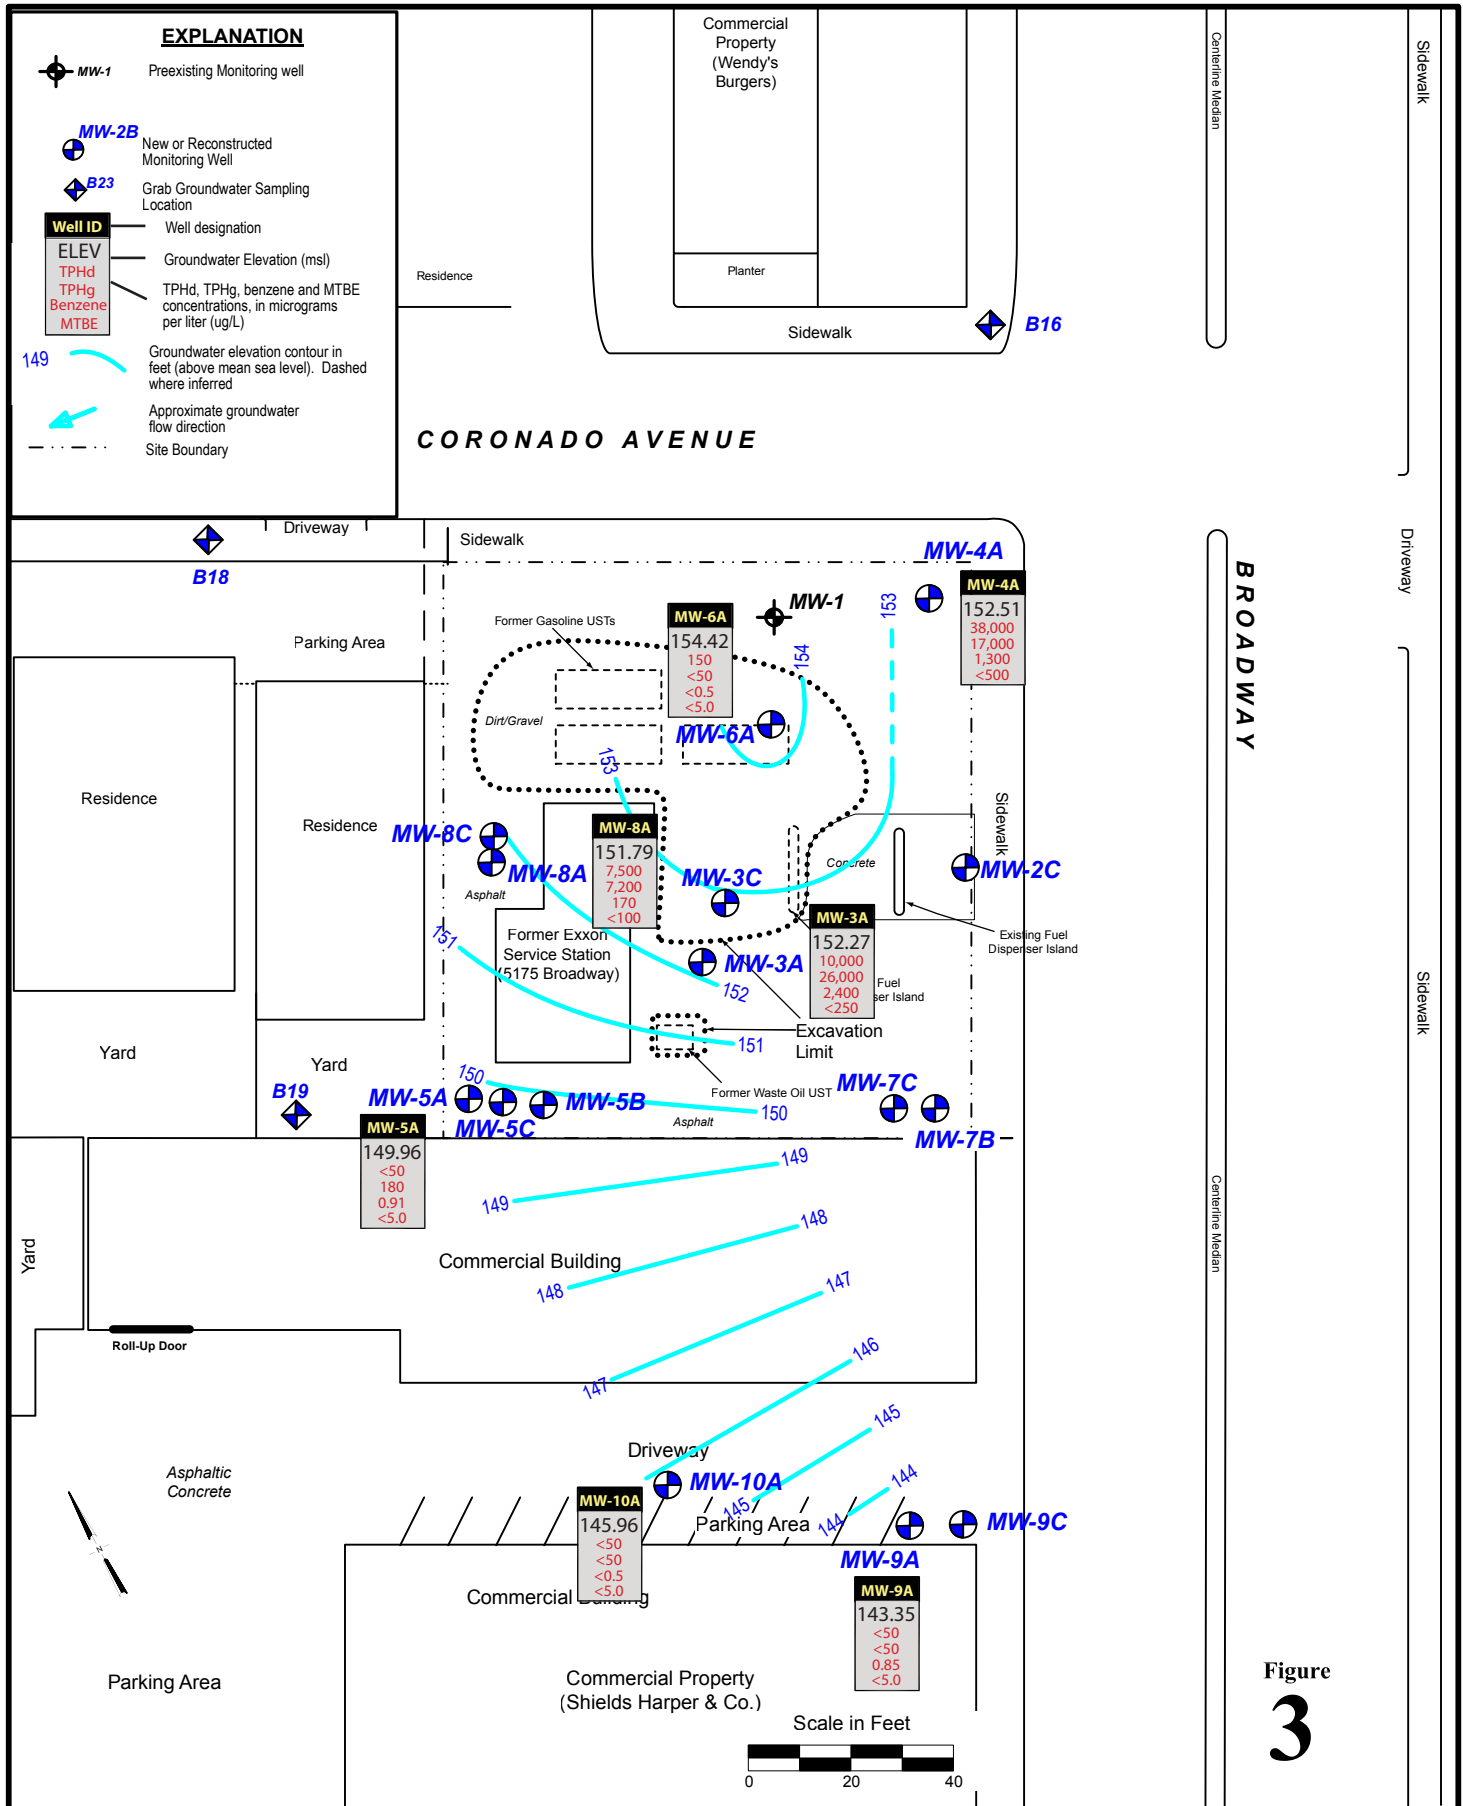 EXPLANATION
MW-1
Preexisting Monitoring well
MW-2B
New or Reconstructed
Monitoring Well
B23
Grab Groundwater Sampling
Location
Well ID
Well designation
ELEV
Groundwater Elevation (msl)
TPHd
TPHg
Benzene
MTBE
TPHd, TPHg, benzene and MTBE
concentrations, in micrograms
per liter (ug/L)
149
Groundwater elevation contour in
feet (above mean sea level). Dashed
where inferred
Approximate groundwater
flow direction
Site Boundary
Commercial
Property
(Wendy's
Burgers)
Planter
Sidewalk
Residence
B16
Centerline Median
Sidewalk
CORONADO AVENUE
Driveway
Sidewalk
B18
Parking Area
Residence
Residence
Yard
Yard
B19
Former Gasoline USTs
Dirt/Gravel
MW-6A
154.42
150
<50
<0.5
<5.0
MW-1
MW-6A
154
153
153
MW-4A
MW-4A
152.51
38,000
17,000
1,300
<500
BROADWAY
Driveway
Sidewalk
MW-8C
MW-8A
Asphalt
MW-8A
151.79
7,500
7,200
170
<100
MW-3C
Concrete
MW-2C
Former Exxon
Service Station
(5175 Broadway)
MW-3A
MW-3A
152.27
10,000
26,000
2,400
<250
Fuel
ser Island
Existing Fuel
Dispenser Island
Sidewalk
151
152
151
Excavation
Limit
Former Waste Oil UST
150
150
Asphalt
MW-5A
MW-5C
MW-5B
MW-7C
MW-7B
MW-5A
149.96
<50
180
0.91
<5.0
149
149
148
148
147
147
146
145
145
144
144
Commercial Building
Yard
Roll-Up Door
Centerline Median
Asphaltic
Concrete
N
Driveway
MW-10A
MW-10A
145.96
<50
<50
<0.5
<5.0
Parking Area
MW-9C
MW-9A
MW-9A
143.35
<50
<50
0.85
<5.0
Commercial Building
Parking Area
Commercial Property
(Shields Harper & Co.)
Scale in Feet
0 20 40
Figure
3